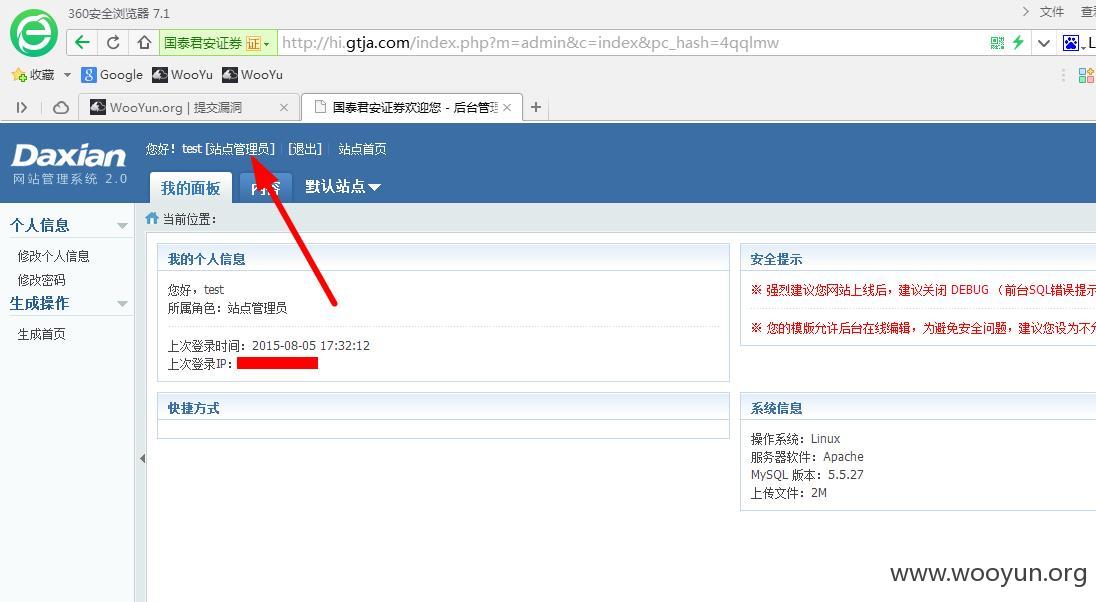 360安全浏览器 7.1
文件
国泰君安证券 证
http://hi.gtja.com/index.php?m=admin&c=index&pc_hash=4qqlmw
收藏 Google WooYu WooYu
WooYun.org | 提交漏洞 × 国泰君安证券欢迎您 - 后台管理 × +
Daxian
网站管理系统 2.0
您好！test [站点管理员] | [退出] | 站点首页
我的面板 内容 默认站点
个人信息
修改个人信息
修改密码
生成操作
生成首页
当前位置：
我的个人信息
您好，test
所属角色：站点管理员
上次登录时间：2015-08-05 17:32:12
上次登录IP：
快捷方式
安全提示
※ 强烈建议您网站上线后，建议关闭 DEBUG （前台SQL错误提示
※ 您的模版允许后台在线编辑，为避免安全问题，建议您设为不
系统信息
操作系统：Linux
服务器软件：Apache
MySQL 版本：5.5.27
上传文件：2M
www.wooyun.org